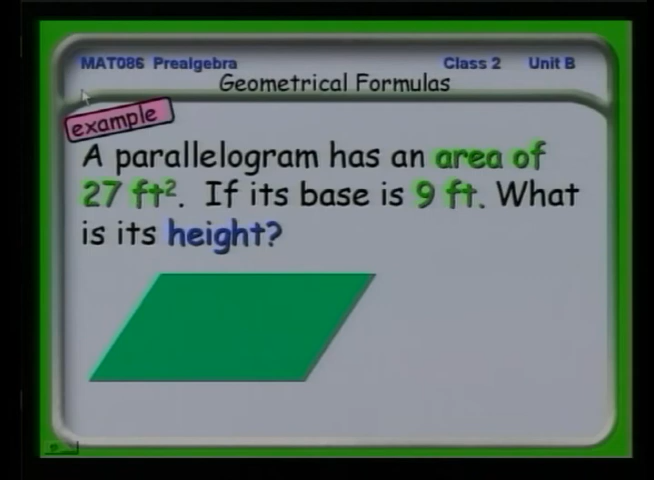 MAT086 Prealgebra Class 2 Unit B
Geometrical Formulas
example
A parallelogram has an area of
27 ft². If its base is 9 ft. What
is its height?